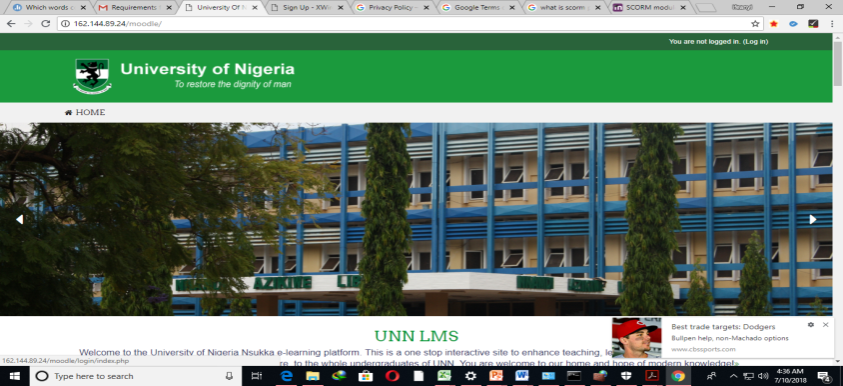 Which words c
Requirements
University Of N
Sign Up - XWi
Privacy Policy -
Google Terms
what is scorm
SCORM modu
162.144.89.24/moodle/
You are not logged in. (Log in)
University of Nigeria
To restore the dignity of man
HOME
AZIKIWE LIB
UNN LMS
Best trade targets: Dodgers
Bullpen help, non-Machado options
www.cbssports.com
Welcome to the University of Nigeria Nsukka e-learning platform. This is a one stop interactive site to enhance teaching, le
162.144.89.24/moodle/login/index.php
re, to the whole undergraduates of UNN. You are welcome to our home and hope of modern knowledge!»
Type here to search
4:36 AM
7/10/2018